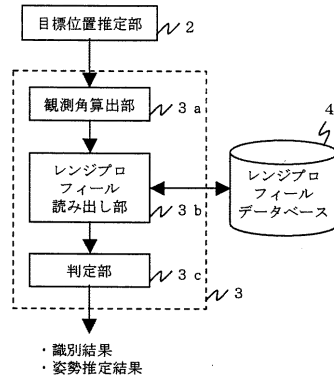 目標位置推定部
2
観測角算出部
3a
レンジプロ
フィール
読み出し部
3b
4
レンジプロ
フィール
データベース
判定部
3c
3
・識別結果
・姿勢推定結果